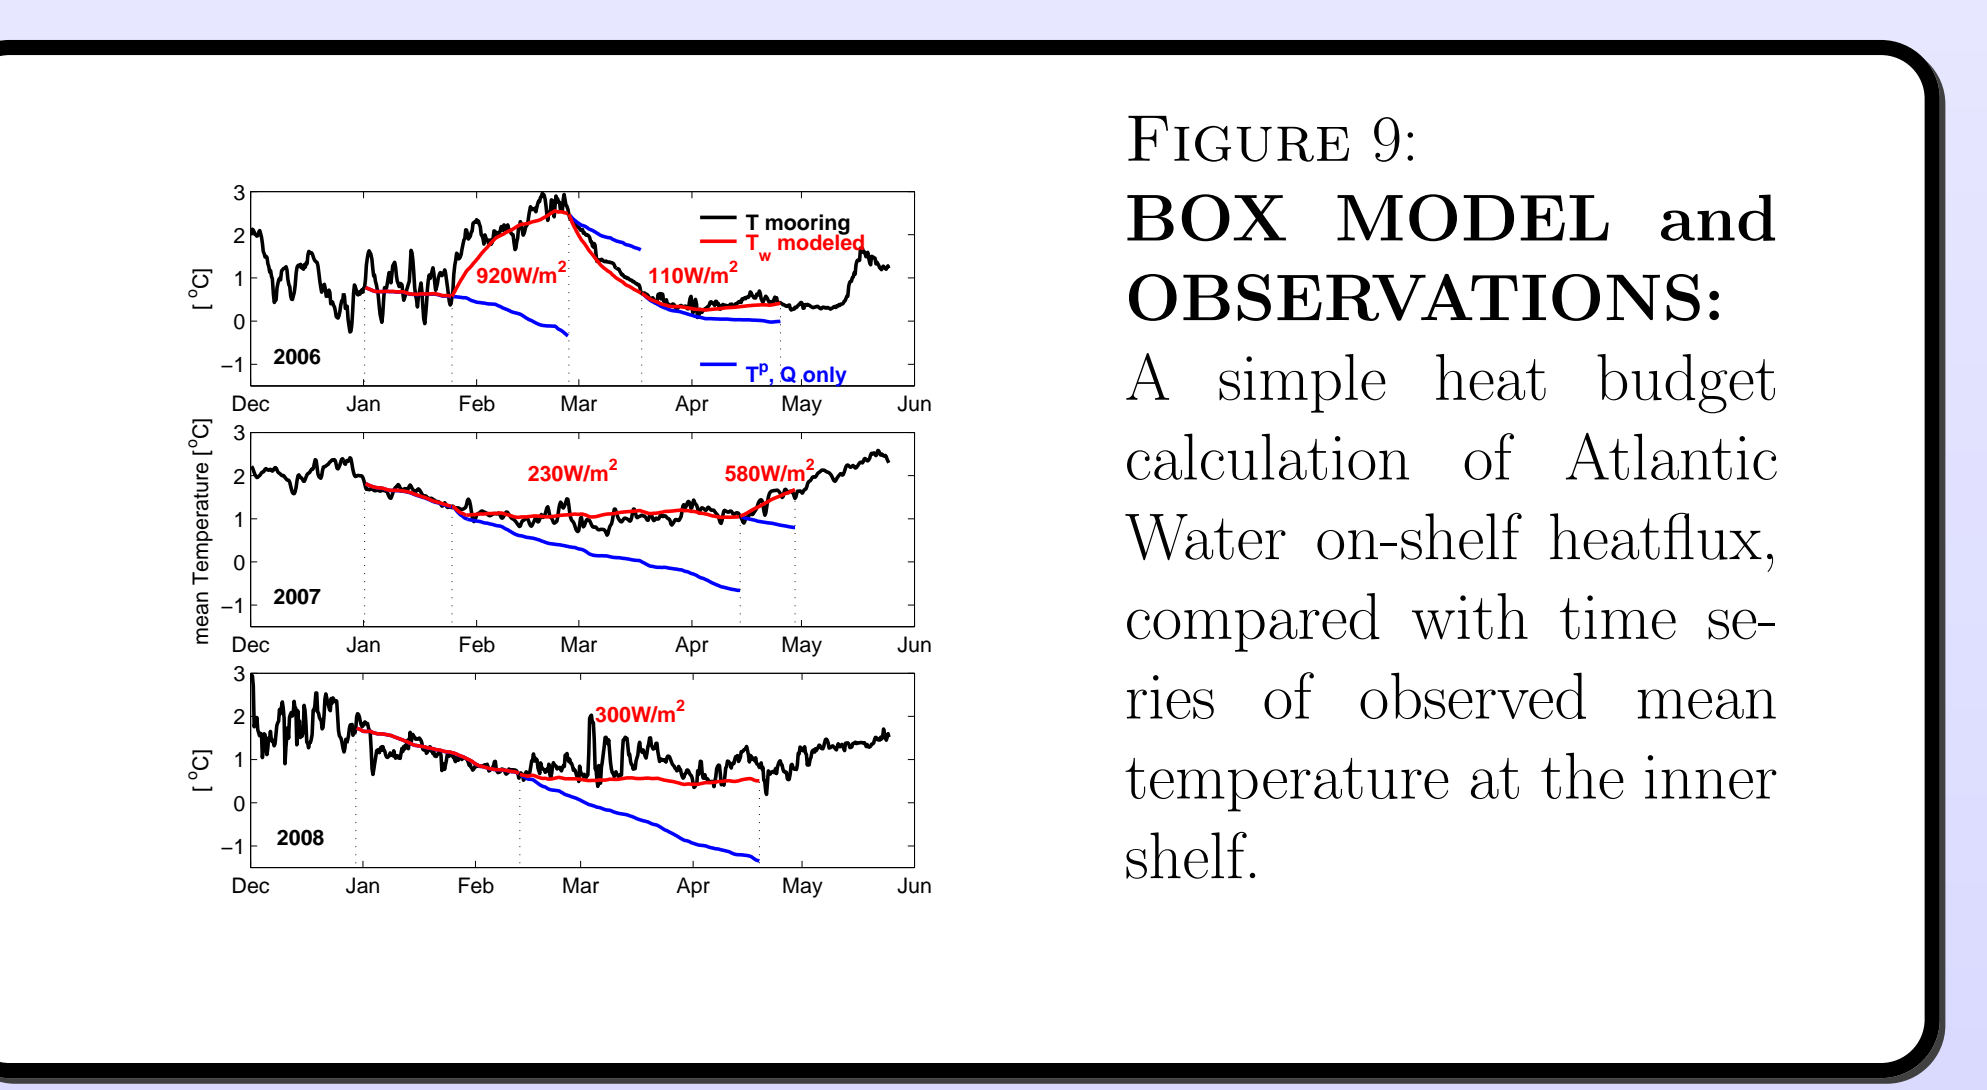 3
2
1
0
−1
[ °C]
T mooring
T_w modeled
920W/m²
110W/m²
2006
T^p, Q only
Dec Jan Feb Mar Apr May Jun
mean Temperature [°C]
3
2
1
0
−1
230W/m²
580W/m²
2007
Dec Jan Feb Mar Apr May Jun
3
2
1
0
−1
[ °C]
300W/m²
2008
Dec Jan Feb Mar Apr May Jun
FIGURE 9:
BOX MODEL and
OBSERVATIONS:
A simple heat budget
calculation of Atlantic
Water on-shelf heatflux,
compared with time se-
ries of observed mean
temperature at the inner
shelf.